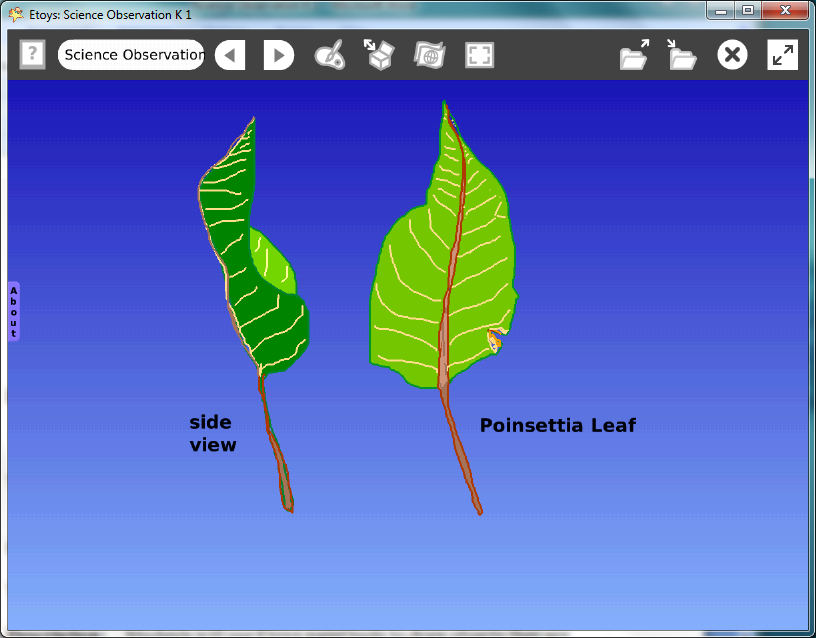 Etoys: Science Observation K 1
?
Science Observation
About
side
view
Poinsettia Leaf